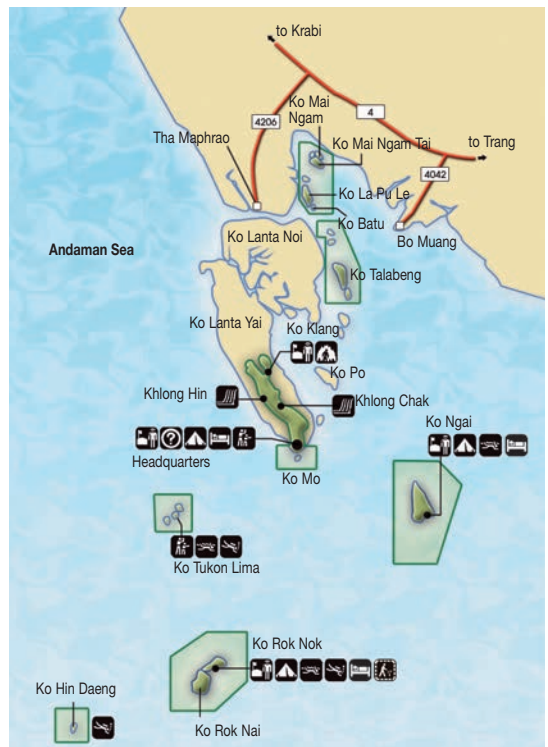 to Krabi
Ko Mai
Ngam
4206
4
Tha Maphrao
Ko Mai Ngam Tai
to Trang
4042
Ko La Pu Le
Ko Batu
Bo Muang
Andaman Sea
Ko Lanta Noi
Ko Talabeng
Ko Lanta Yai
Ko Klang
Ko Po
Khlong Hin
Khlong Chak
Ko Ngai
?
Headquarters
Ko Mo
Ko Tukon Lima
Ko Rok Nok
Ko Hin Daeng
Ko Rok Nai